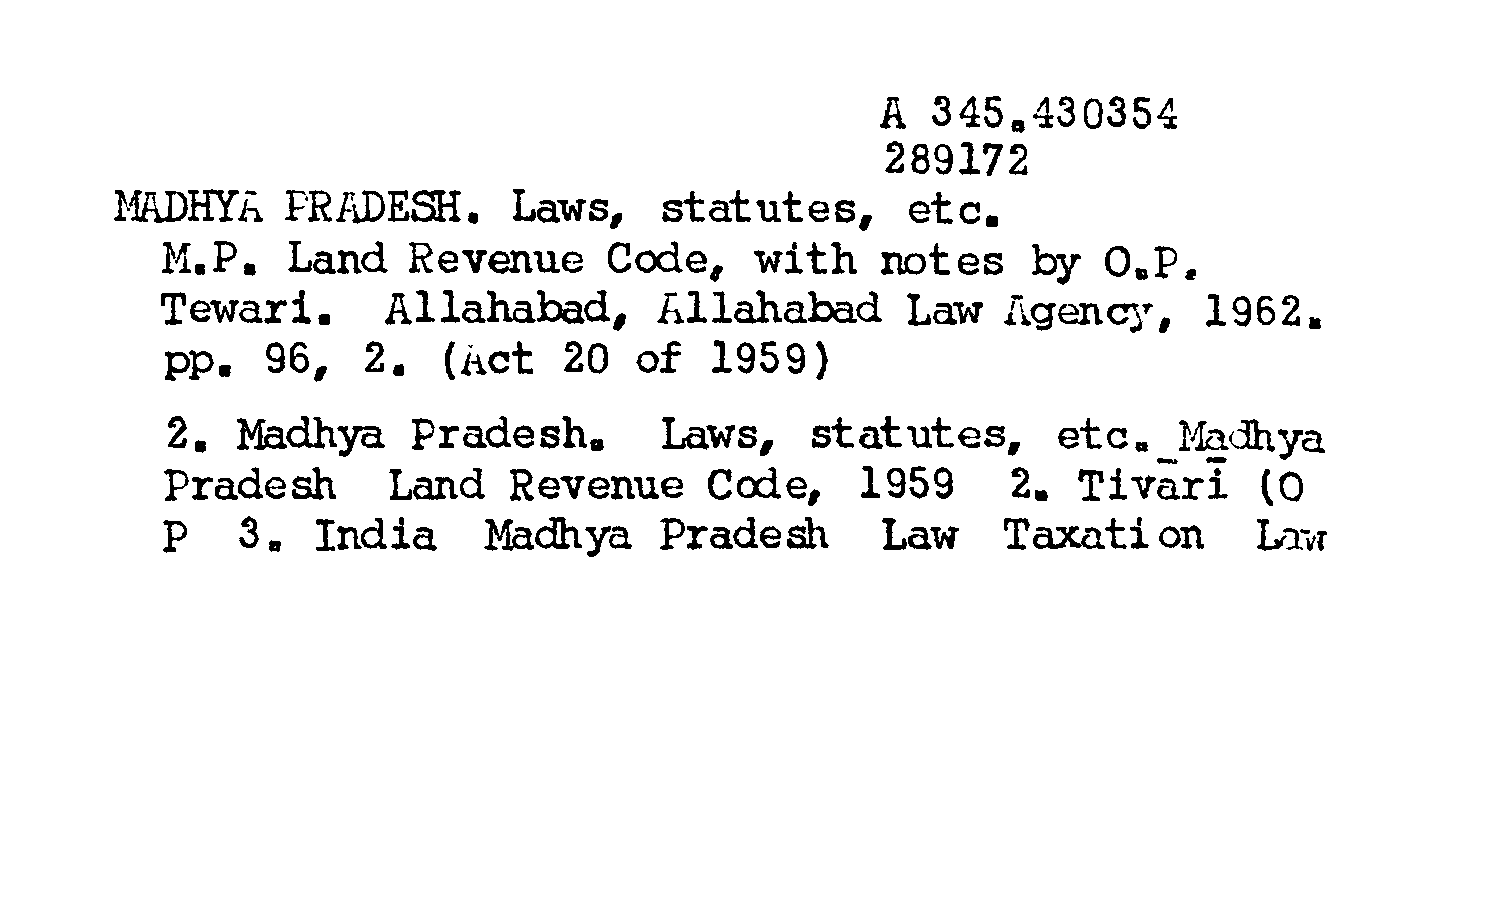 A 345.430354
289172
MADHYA PRADESH. Laws, statutes, etc.
M.P. Land Revenue Code, with notes by O.P.
Tewari. Allahabad, Allahabad Law Agency, 1962.
pp. 96, 2. (Act 20 of 1959)
2. Madhya Pradesh. Laws, statutes, etc. Madhya
Pradesh Land Revenue Code, 1959 2. Tīvārī (O
P 3. India Madhya Pradesh Law Taxation Law